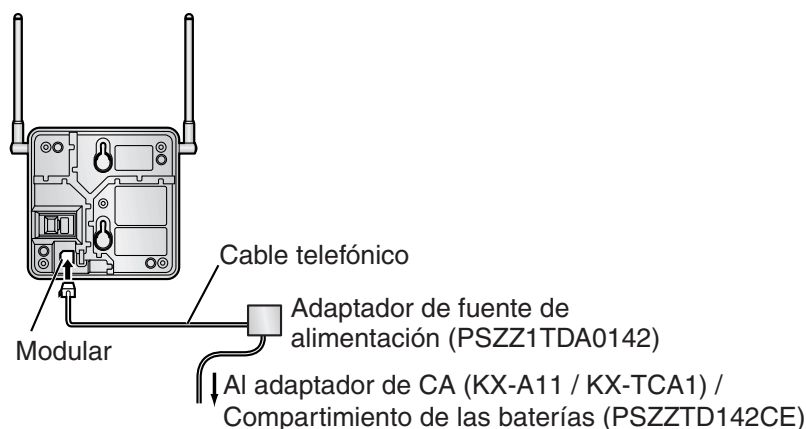 Cable telefónico
Adaptador de fuente de
alimentación (PSZZ1TDA0142)
Modular
Al adaptador de CA (KX-A11 / KX-TCA1) /
Compartimiento de las baterías (PSZZTD142CE)